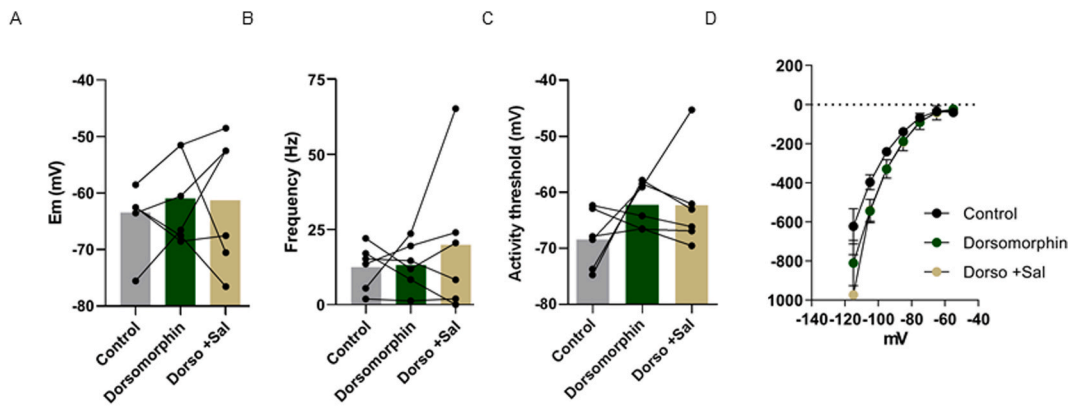 A
B
C
D
-40
-50
-60
-70
-80
Em (mV)
Control
Dorsomorphin
Dorso +Sal
75
50
25
0
Frequency (Hz)
Control
Dorsomorphin
Dorso +Sal
-40
-50
-60
-70
-80
Activity threshold (mV)
Control
Dorsomorphin
Dorso +Sal
200
0
-200
-400
-600
-800
1000
-140 -120 -100 -80 -60 -40
mV
Control
Dorsomorphin
Dorso +Sal